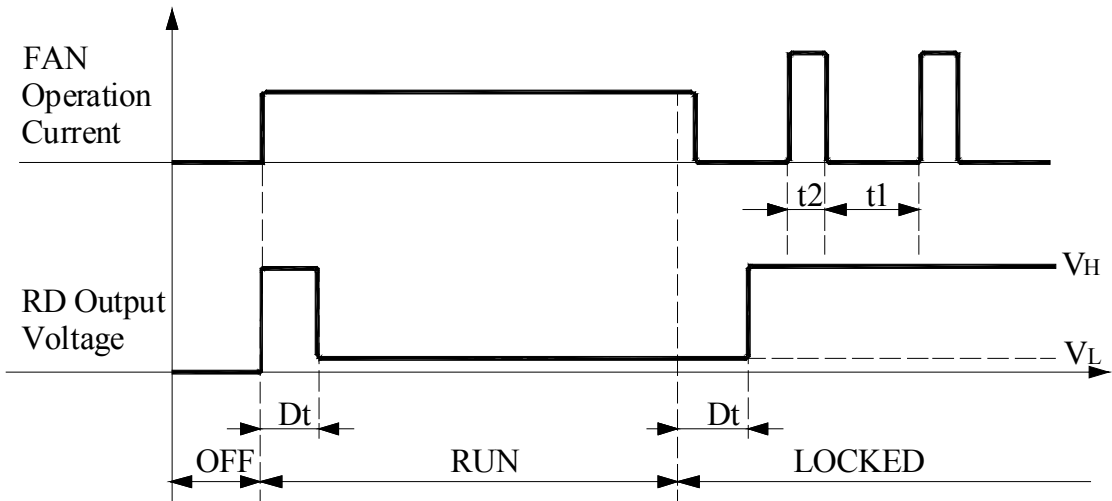 FAN
Operation
Current
t2
t1
VH
RD Output
Voltage
VL
Dt
Dt
OFF
RUN
LOCKED